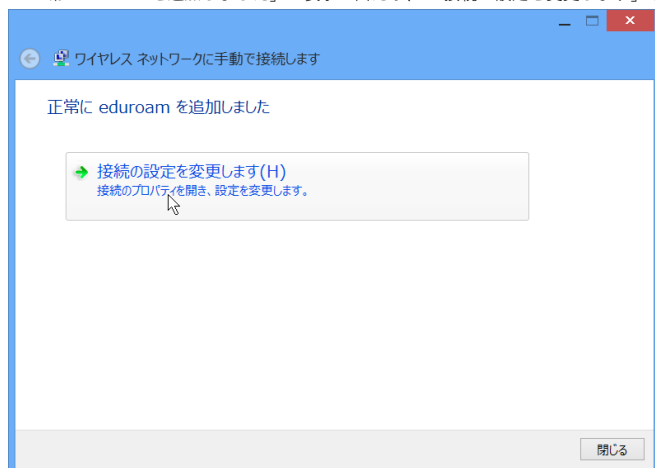 ワイヤレス ネットワークに手動で接続します
正常に eduroam を追加しました
接続の設定を変更します(H)
接続のプロパティを開き、設定を変更します。
閉じる